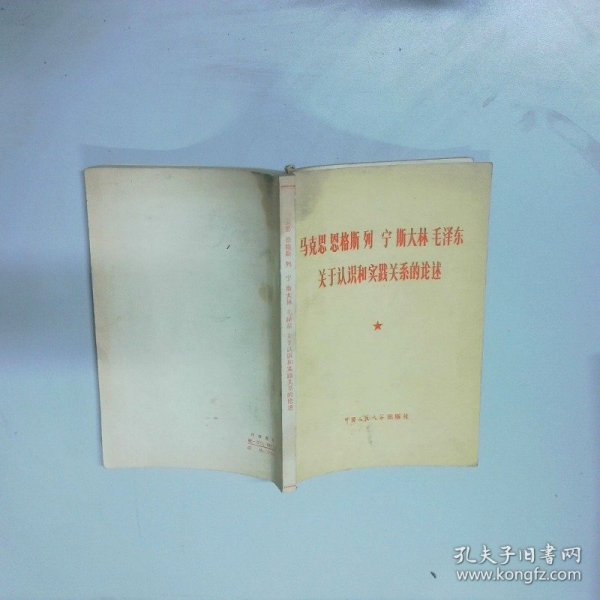 马克思 恩格斯 列 宁 斯大林 毛泽东
关于认识和实践关系的论述
中国人民大学出版社
恩格斯 列 宁 斯大林 毛泽东 关于认识和实践关系的论述
孔夫子旧书网
www.kongfz.com